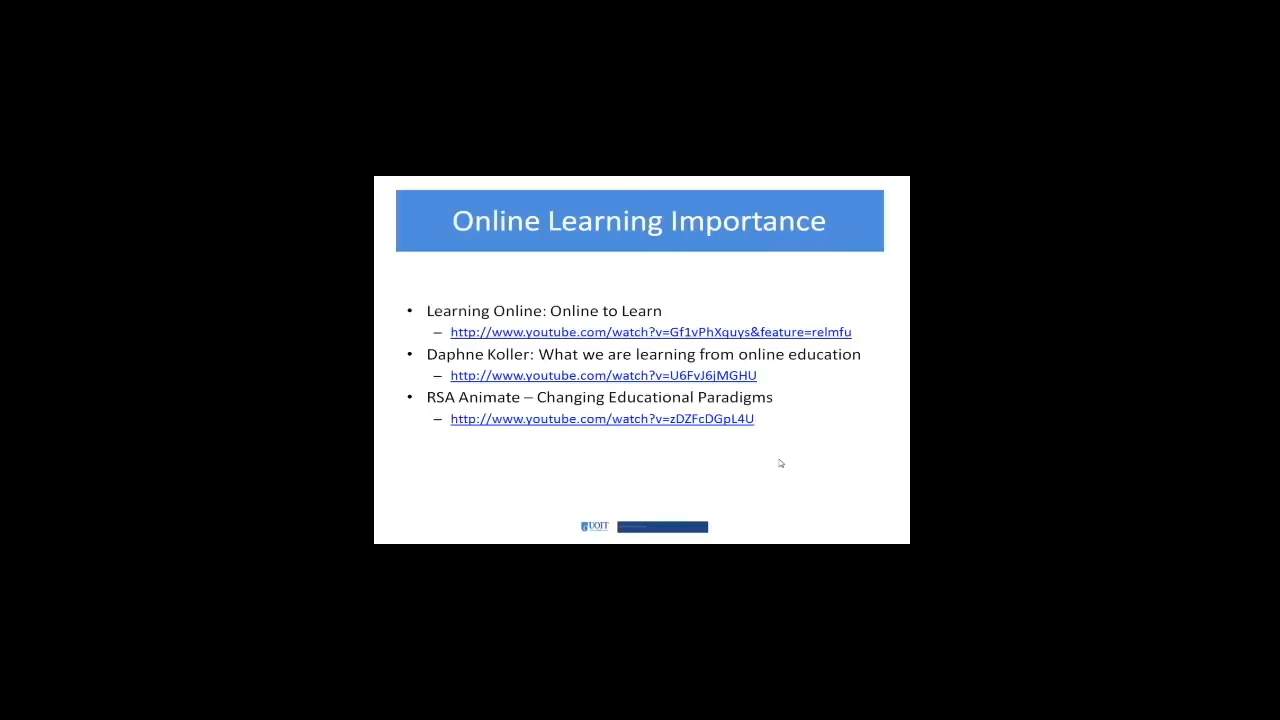 Online Learning Importance
• Learning Online: Online to Learn
– http://www.youtube.com/watch?v=Gf1vPhXquys&feature=relmfu
• Daphne Koller: What we are learning from online education
– http://www.youtube.com/watch?v=U6FvJ6jMGHU
• RSA Animate – Changing Educational Paradigms
– http://www.youtube.com/watch?v=zDZFcDGpL4U
UOIT